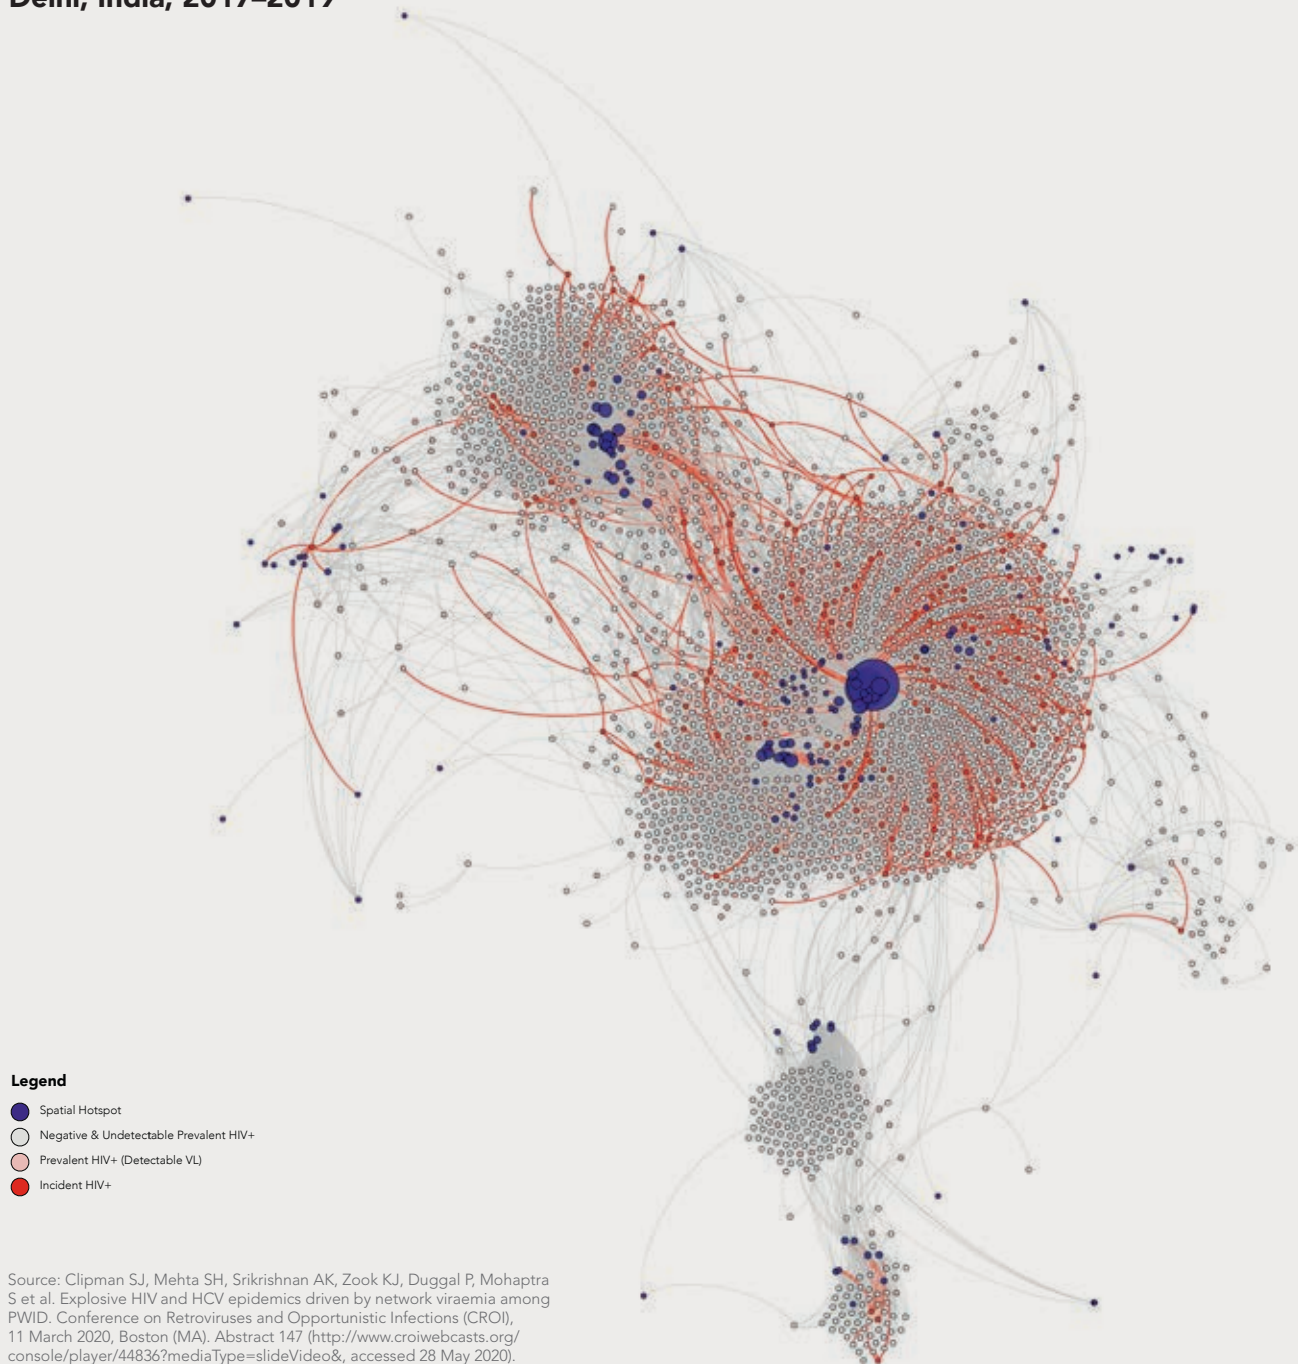 Delhi, India, 2017–2019
Legend
Spatial Hotspot
Negative & Undetectable Prevalent HIV+
Prevalent HIV+ (Detectable VL)
Incident HIV+
Source: Clipman SJ, Mehta SH, Srikrishnan AK, Zook KJ, Duggal P, Mohaptra
S et al. Explosive HIV and HCV epidemics driven by network viraemia among
PWID. Conference on Retroviruses and Opportunistic Infections (CROI),
11 March 2020, Boston (MA). Abstract 147 (http://www.croiwebcasts.org/
console/player/44836?mediaType=slideVideo&, accessed 28 May 2020).